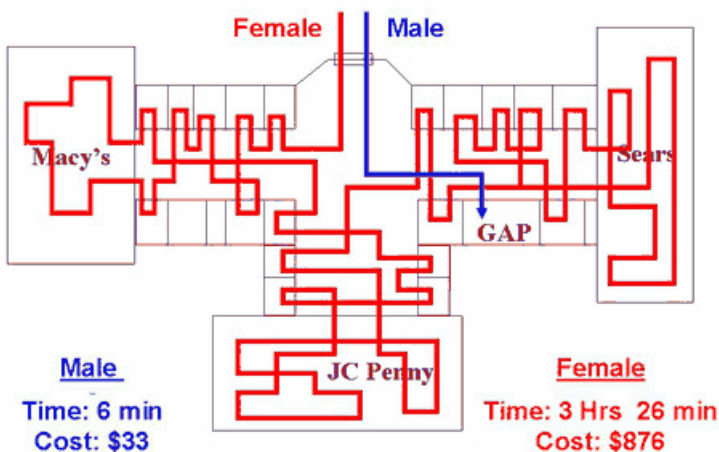 Female Male
Macy's
Sears
GAP
JC Penny
Male
Time: 6 min
Cost: $33
Female
Time: 3 Hrs 26 min
Cost: $876